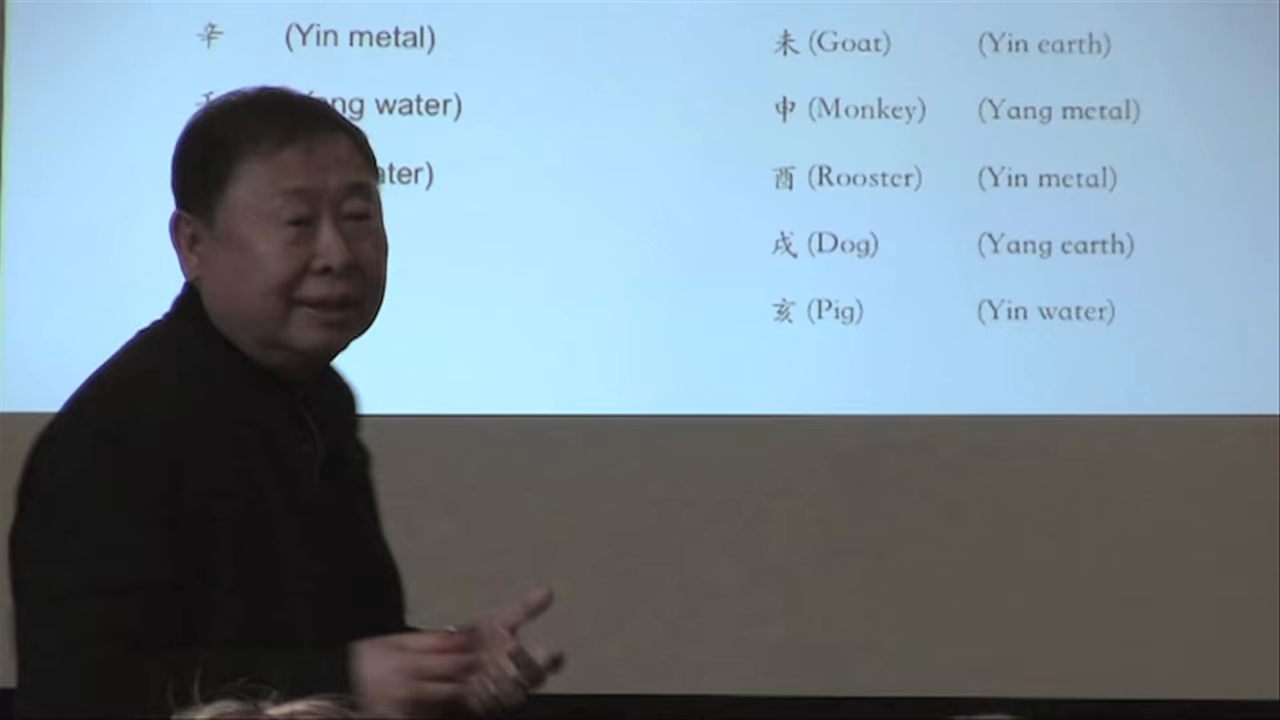 辛 (Yin metal)
water)
未 (Goat) (Yin earth)
申 (Monkey) (Yang metal)
酉 (Rooster) (Yin metal)
戌 (Dog) (Yang earth)
亥 (Pig) (Yin water)